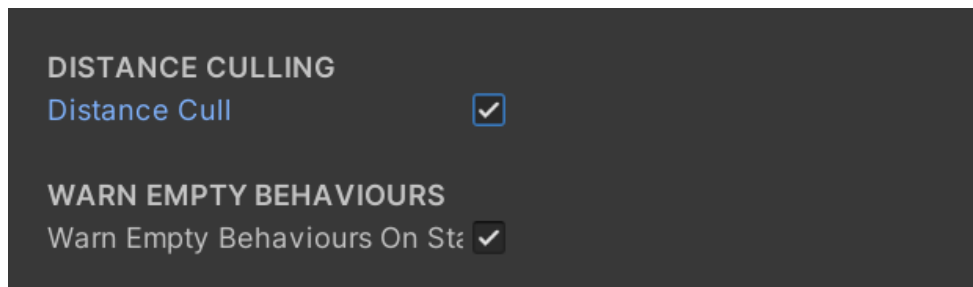 DISTANCE CULLING
Distance Cull
WARN EMPTY BEHAVIOURS
Warn Empty Behaviours On Sta